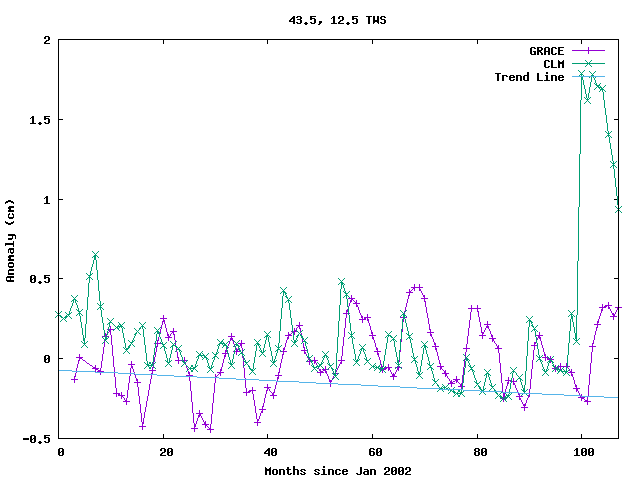 43.5, 12.5 TWS
GRACE
CLM
Trend Line
2
1.5
1
0.5
0
-0.5
Anomaly (cm)
0 20 40 60 80 100
Months since Jan 2002